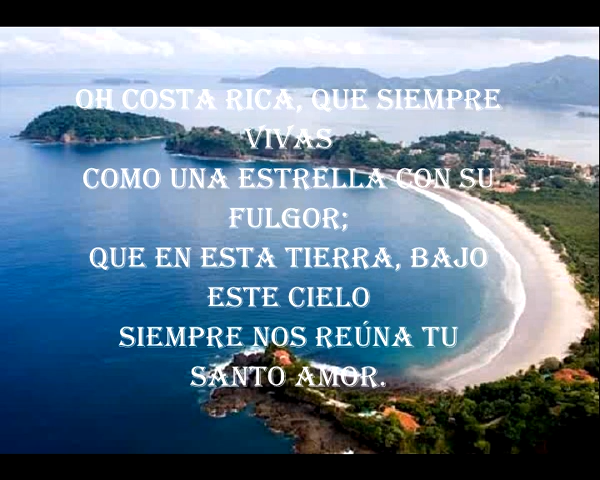 OH COSTA RICA, QUE SIEMPRE
VIVAS
COMO UNA ESTRELLA CON SU
FULGOR;
QUE EN ESTA TIERRA, BAJO
ESTE CIELO
SIEMPRE NOS REÚNA TU
SANTO AMOR.